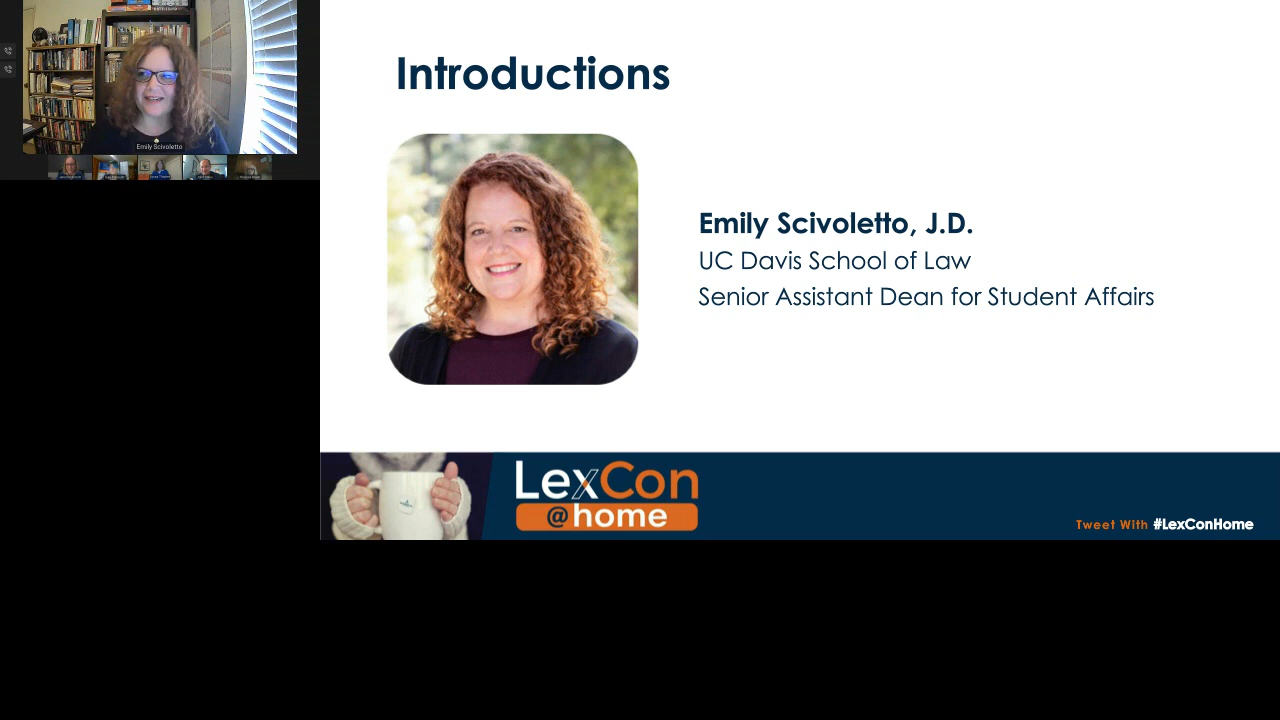 Emily Scivoletto
Introductions
Emily Scivoletto, J.D.
UC Davis School of Law
Senior Assistant Dean for Student Affairs
LexCon
@home
Tweet With #LexConHome